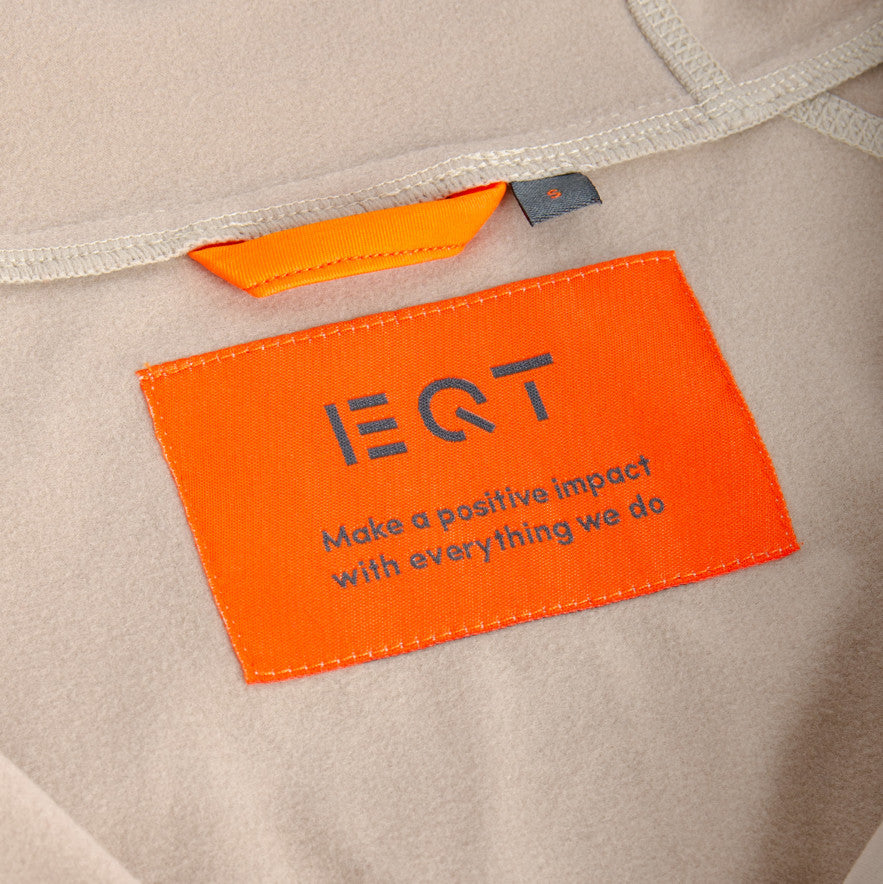 S
EQT
Make a positive impact
with everything we do